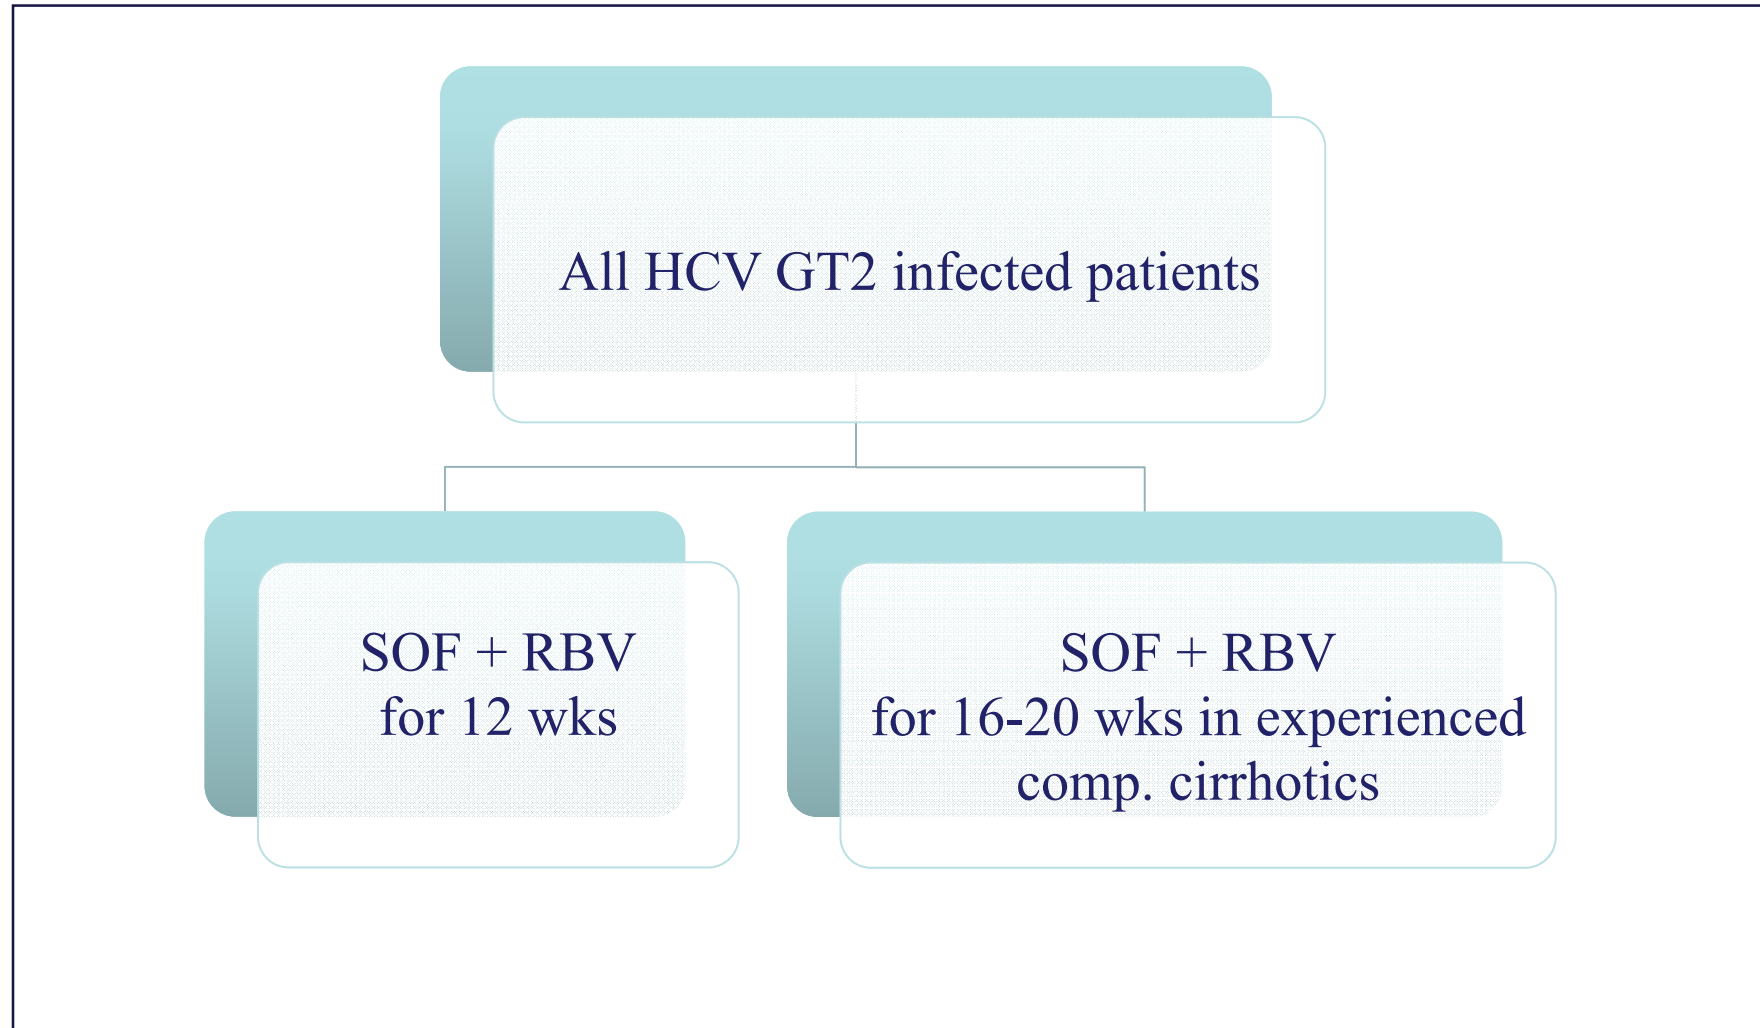 All HCV GT2 infected patients
SOF + RBV
for 12 wks
SOF + RBV
for 16-20 wks in experienced
comp. cirrhotics